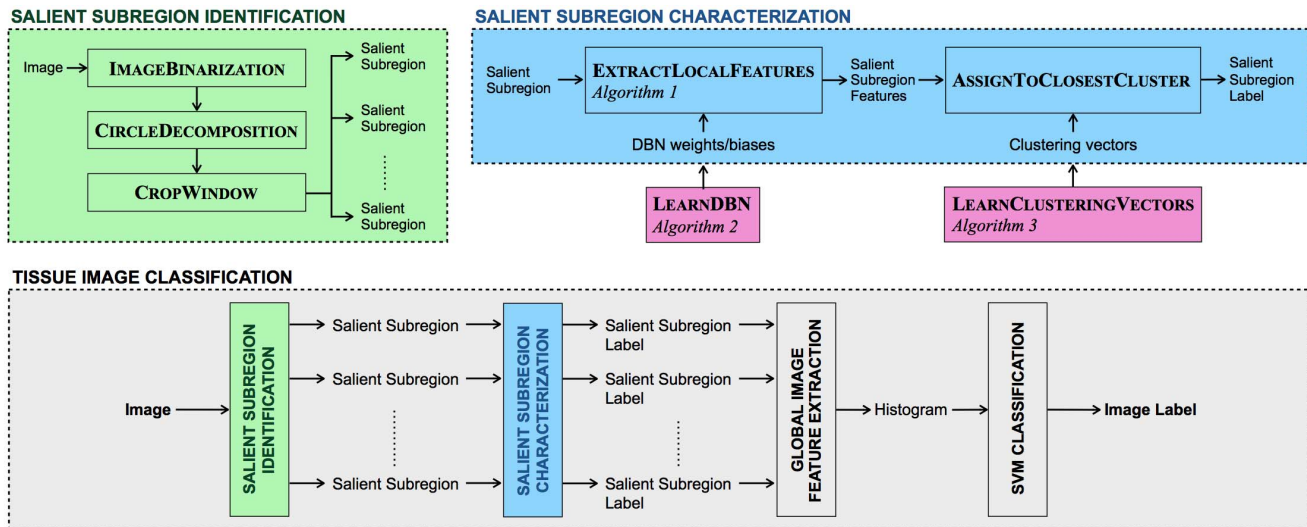 SALIENT SUBREGION IDENTIFICATION
Image
IMAGEBINARIZATION
CIRCLEDECOMPOSITION
CROPWINDOW
Salient
Subregion
Salient
Subregion
Salient
Subregion
SALIENT SUBREGION CHARACTERIZATION
Salient
Subregion
EXTRACTLOCALFEATURES
Algorithm 1
Salient
Subregion
Features
ASSIGNTOCLOSESTCLUSTER
Salient
Subregion
Label
DBN weights/biases
Clustering vectors
LEARNDBN
Algorithm 2
LEARNCLUSTERINGVECTORS
Algorithm 3
TISSUE IMAGE CLASSIFICATION
Image
SALIENT SUBREGION
IDENTIFICATION
Salient Subregion
Salient Subregion
Salient Subregion
SALIENT SUBREGION
CHARACTERIZATION
Salient Subregion
Label
Salient Subregion
Label
Salient Subregion
Label
GLOBAL IMAGE
FEATURE EXTRACTION
Histogram
SVM CLASSIFICATION
Image Label